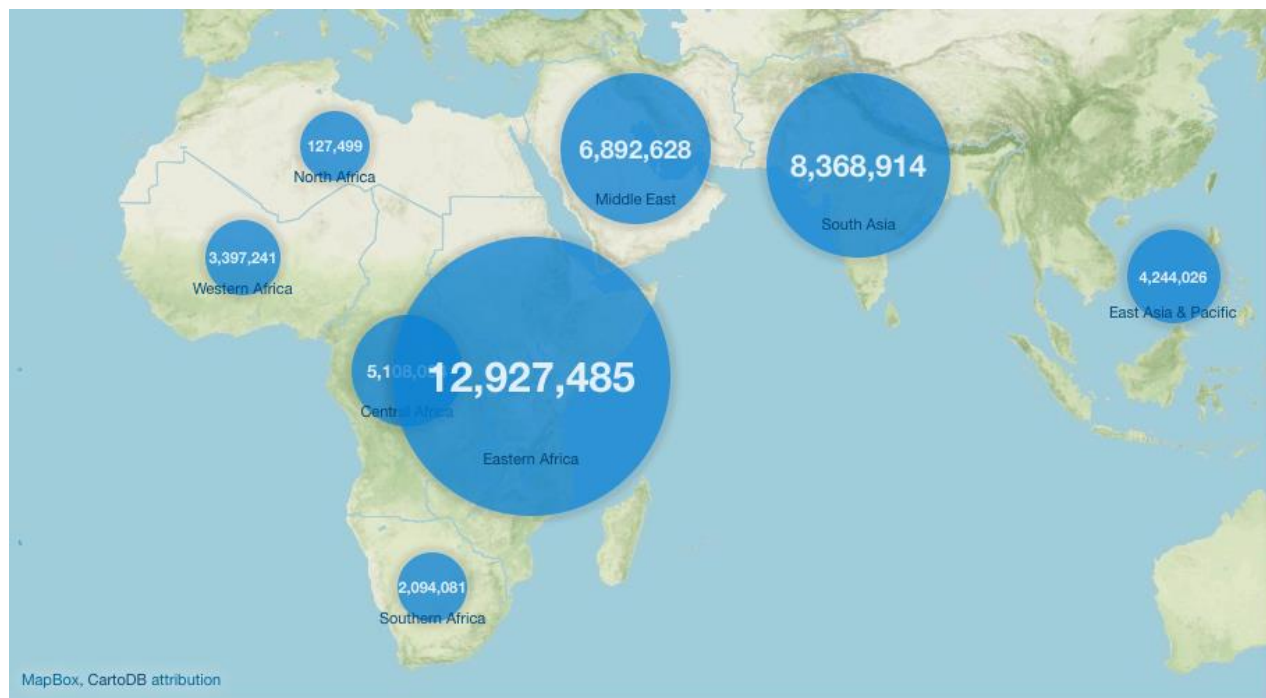 127,499
North Africa
6,892,628
Middle East
8,368,914
South Asia
3,397,241
Western Africa
4,244,026
East Asia & Pacific
12,927,485
Central Africa
Eastern Africa
2,094,081
Southern Africa
MapBox, CartoDB attribution